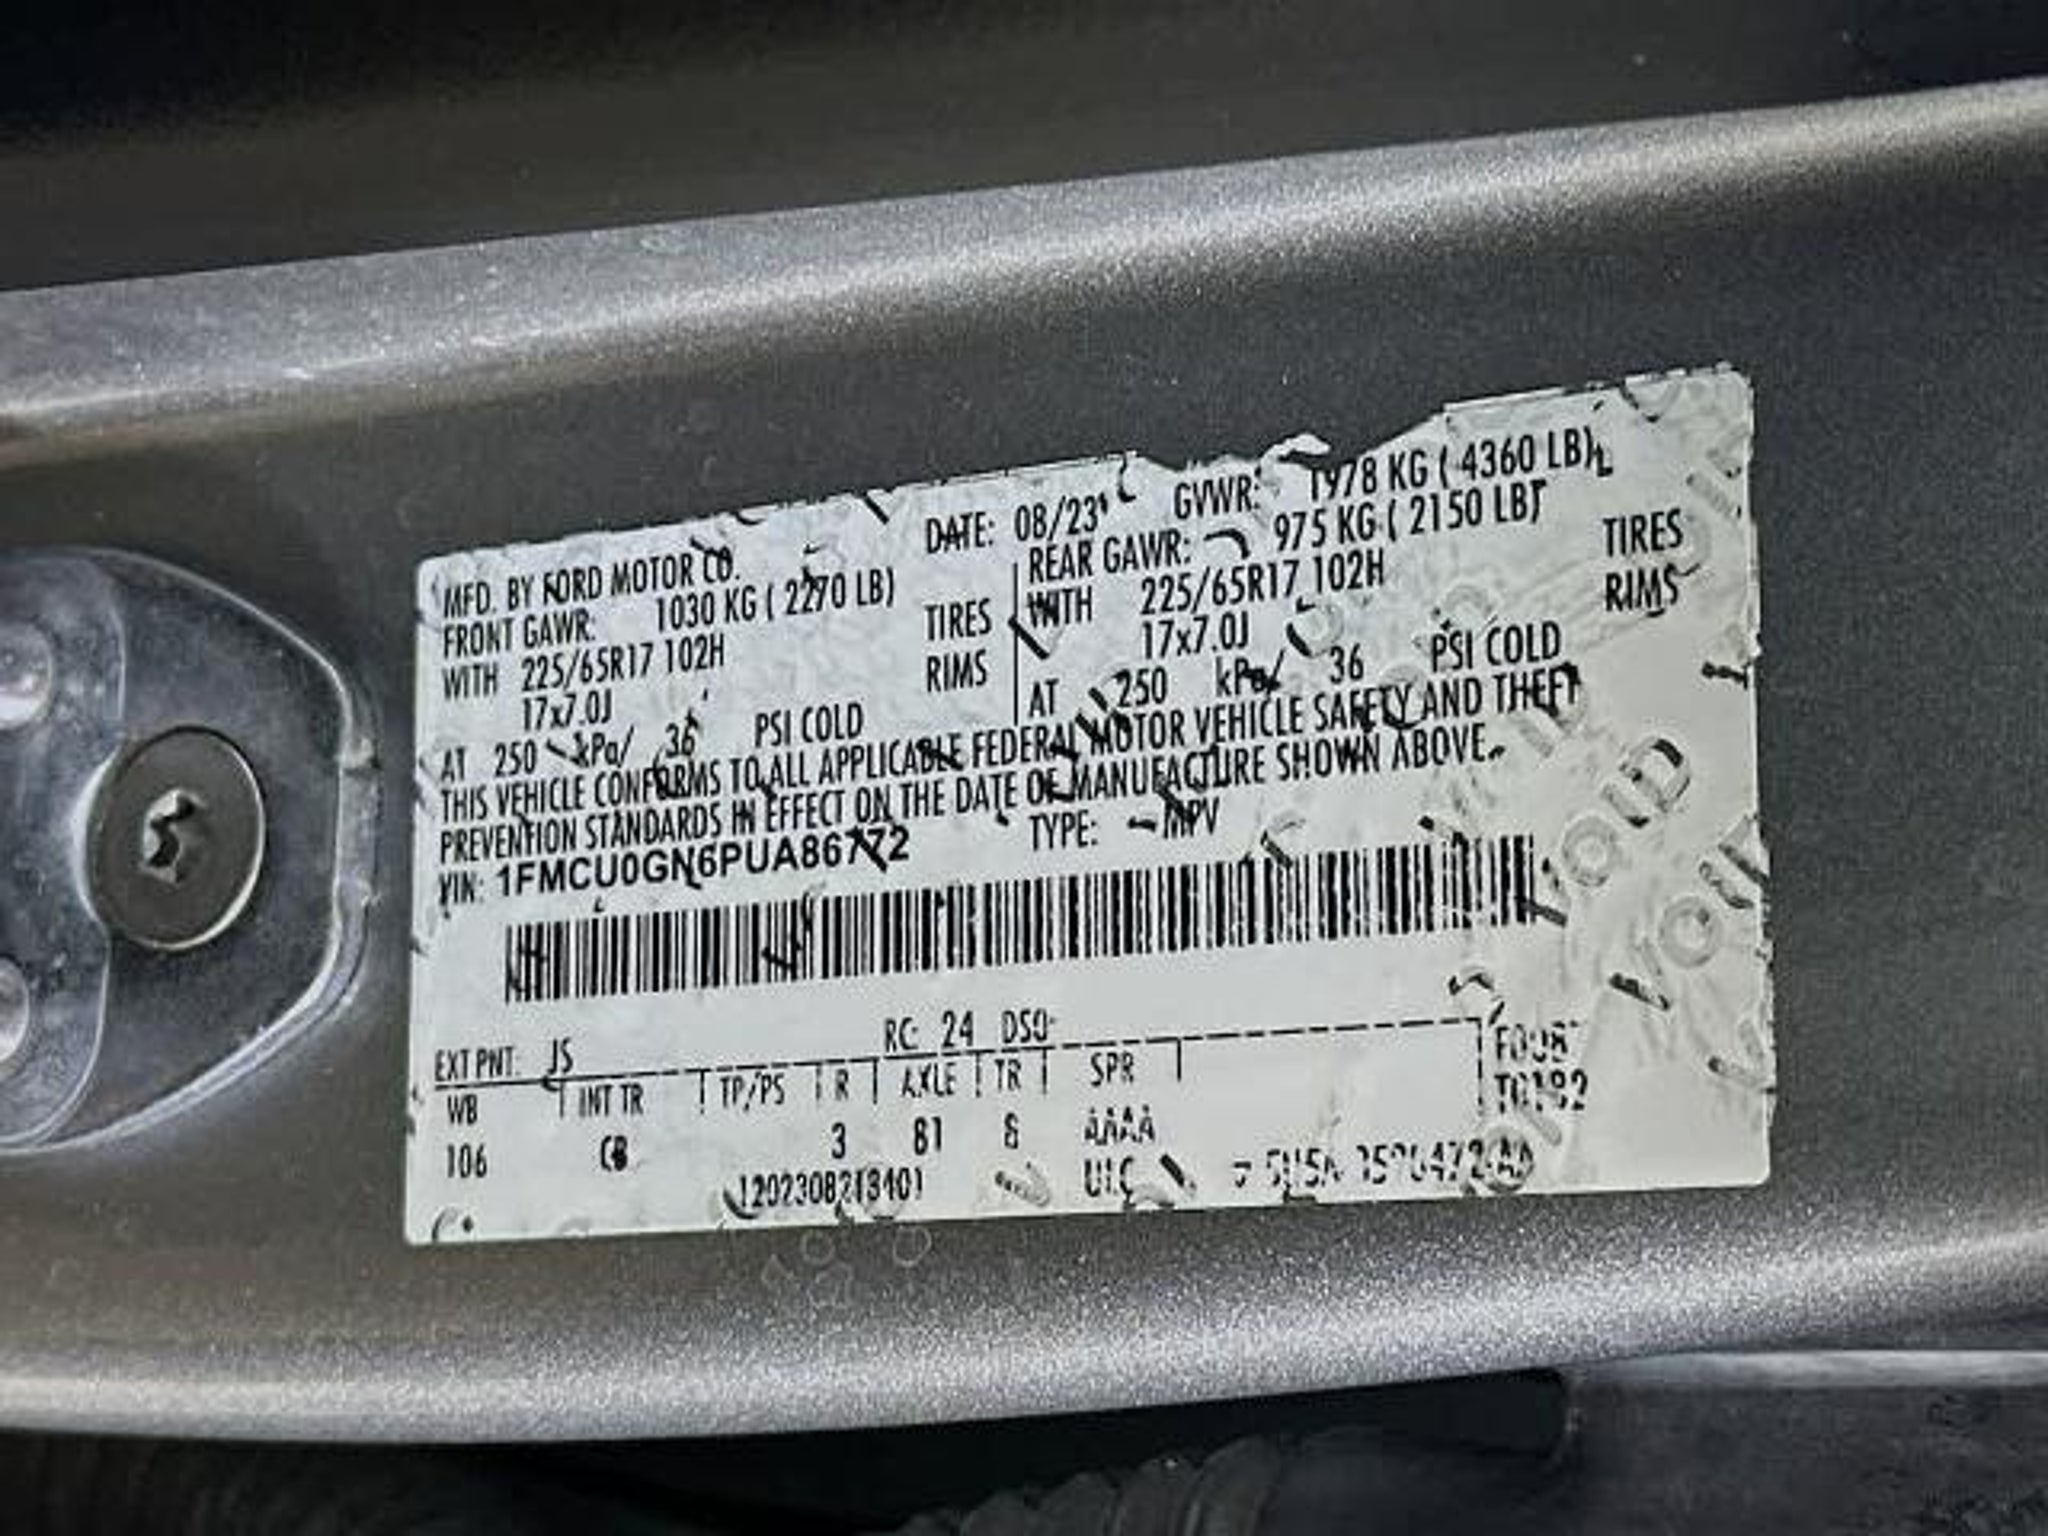 DATE: 08/23 GVWR: 1978 KG ( 4360 LB)
MFD. BY FORD MOTOR CO.
FRONT GAWR: 1030 KG ( 2270 LB)
WITH 225/65R17 102H TIRES
17x7.0J RIMS
AT 250 kPa/ 36 PSI COLD
REAR GAWR: 975 KG ( 2150 LB)
WITH 225/65R17 102H TIRES
17x7.0J RIMS
AT 250 kPa/ 36 PSI COLD
THIS VEHICLE CONFORMS TO ALL APPLICABLE FEDERAL MOTOR VEHICLE SAFETY AND THEFT
PREVENTION STANDARDS IN EFFECT ON THE DATE OF MANUFACTURE SHOWN ABOVE.
VIN: 1FMCU0GN6PUA86772 TYPE: MPV
EXT PNT: JS RC: 24 DSO:
WB INT TR TP/PS R AXLE TR SPR
106 3 81 8 AAAA
T0182
UTC
VOID
VOID
VOID